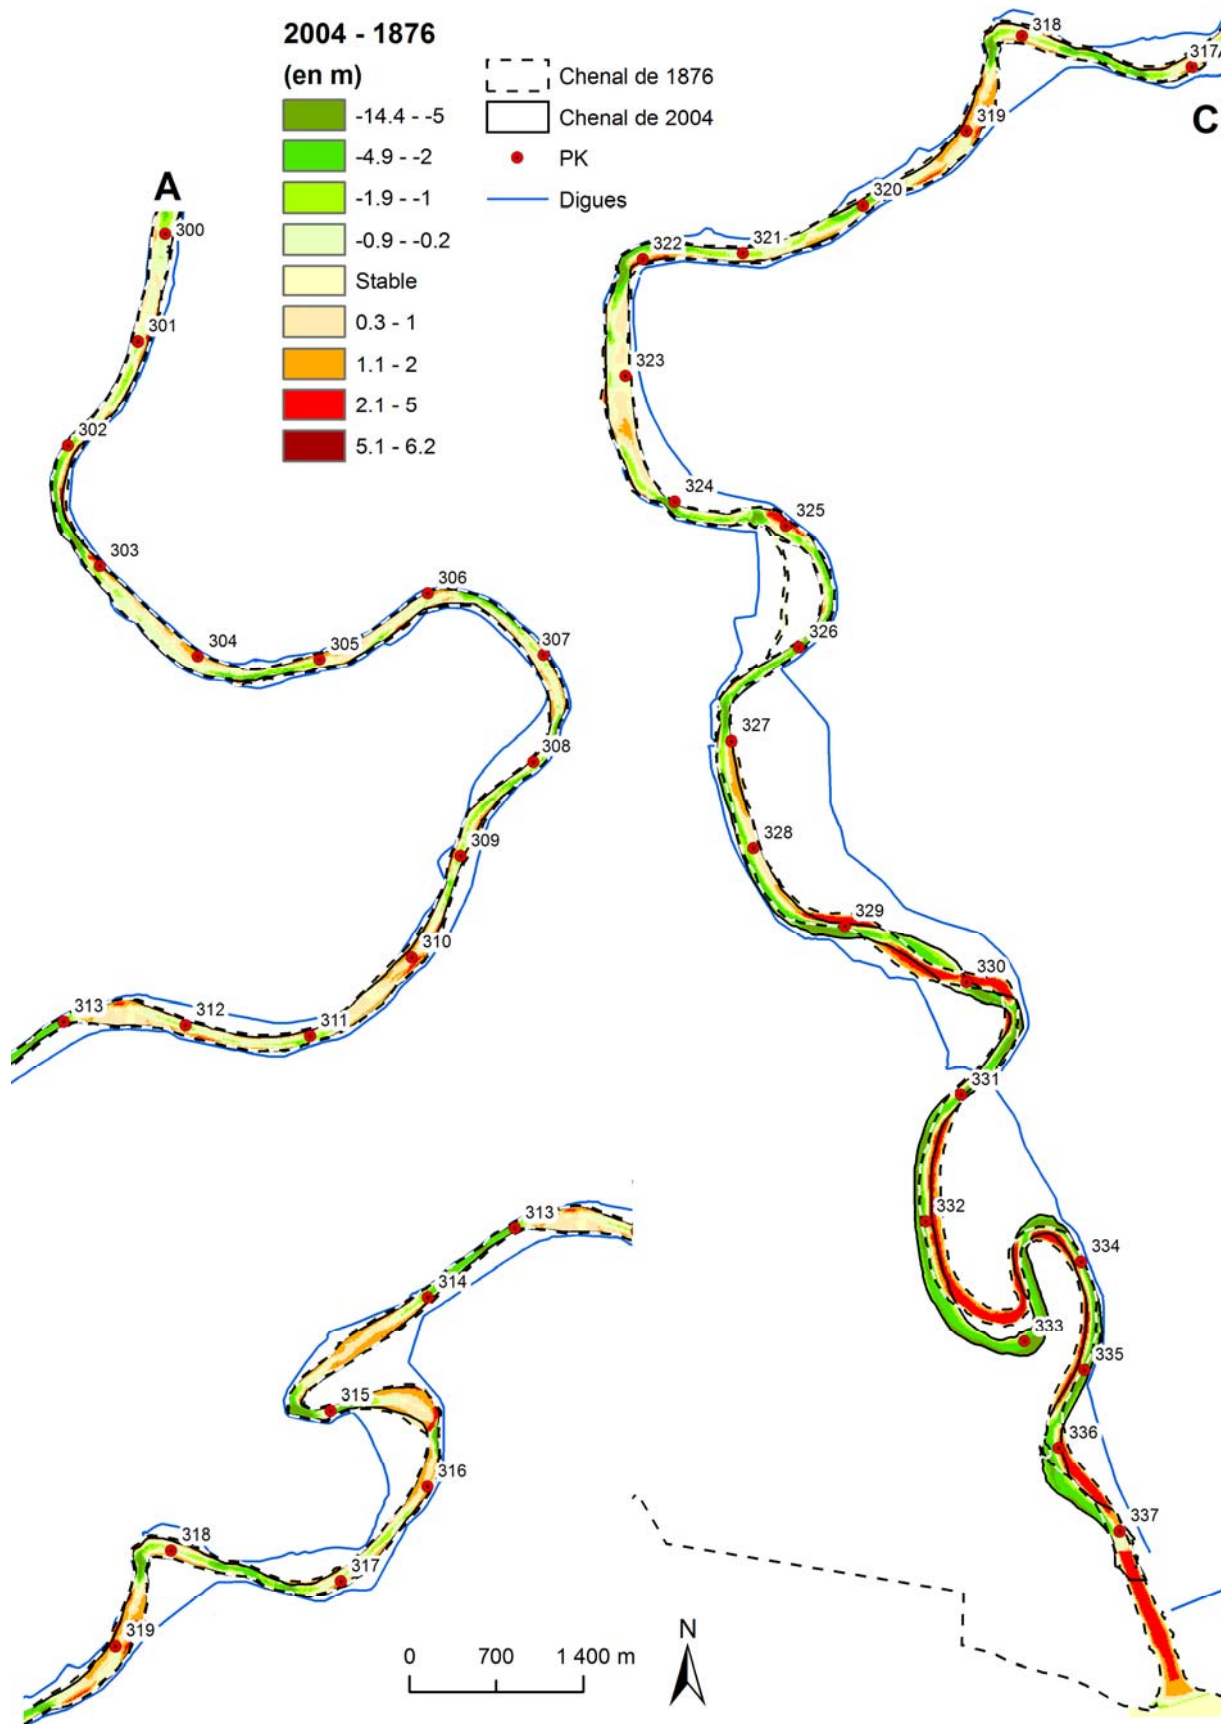 2004 - 1876
(en m)
-14.4 - -5
-4.9 - -2
-1.9 - -1
-0.9 - -0.2
Stable
0.3 - 1
1.1 - 2
2.1 - 5
5.1 - 6.2
Chenal de 1876
Chenal de 2004
PK
Digues
A
300
301
302
303
304
305
306
307
308
309
310
311
312
313
313
314
315
316
317
318
319
C
317
318
319
320
321
322
323
324
325
326
327
328
329
330
331
332
333
334
335
336
337
0 700 1 400 m
N